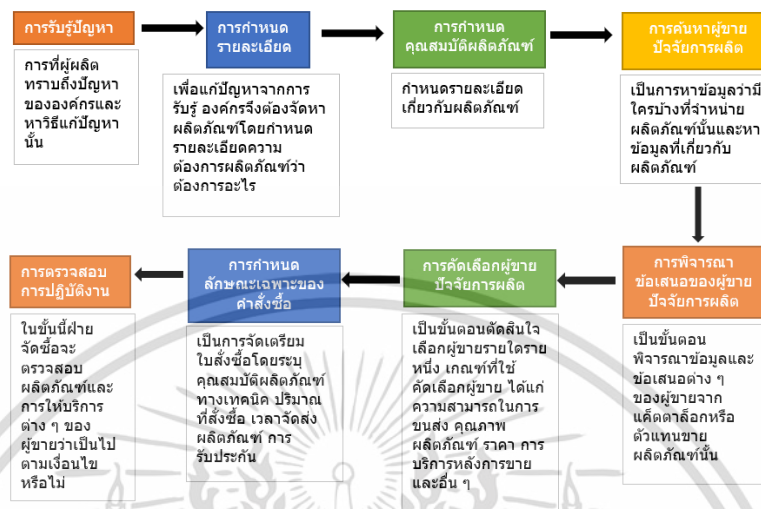 การรับรู้ปัญหา
การที่ผู้ผลิต
ทราบถึงปัญหา
ขององค์กรและ
หาวิธีแก้ปัญหา
นั้น
การกำหนด
รายละเอียด
เพื่อแก้ปัญหาจากการ
รับรู้ องค์กรจึงต้องจัดหา
ผลิตภัณฑ์โดยกำหนด
รายละเอียดความ
ต้องการผลิตภัณฑ์ว่า
ต้องการอะไร
การกำหนด
คุณสมบัติผลิตภัณฑ์
กำหนดรายละเอียด
เกี่ยวกับผลิตภัณฑ์
การค้นหาผู้ขาย
ปัจจัยการผลิต
เป็นการหาข้อมูลว่ามี
ใครบ้างที่จำหน่าย
ผลิตภัณฑ์นั้นและหา
ข้อมูลที่เกี่ยวกับ
ผลิตภัณฑ์
การพิจารณา
ข้อเสนอของผู้ขาย
ปัจจัยการผลิต
เป็นขั้นตอน
พิจารณาข้อมูลและ
ข้อเสนอต่าง ๆ
ของผู้ขายจาก
แค็ตตาล็อกหรือ
ตัวแทนขาย
ผลิตภัณฑ์นั้น
การคัดเลือกผู้ขาย
ปัจจัยการผลิต
เป็นขั้นตอนตัดสินใจ
เลือกผู้ขายรายใดราย
หนึ่ง เกณฑ์ที่ใช้
คัดเลือกผู้ขาย ได้แก่
ความสามารถในการ
ขนส่ง คุณภาพ
ผลิตภัณฑ์ ราคา การ
บริการหลังการขาย
และอื่น ๆ
การกำหนด
ลักษณะเฉพาะของ
คำสั่งซื้อ
เป็นการจัดเตรียม
ใบสั่งซื้อโดยระบุ
คุณสมบัติผลิตภัณฑ์
ทางเทคนิค ปริมาณ
ที่สั่งซื้อ เวลาจัดส่ง
ผลิตภัณฑ์ การ
รับประกัน
การตรวจสอบ
การปฏิบัติงาน
ในขั้นนี้ฝ่าย
จัดซื้อจะ
ตรวจสอบ
ผลิตภัณฑ์และ
การให้บริการ
ต่าง ๆ ของ
ผู้ขายว่าเป็นไป
ตามเงื่อนไข
หรือไม่